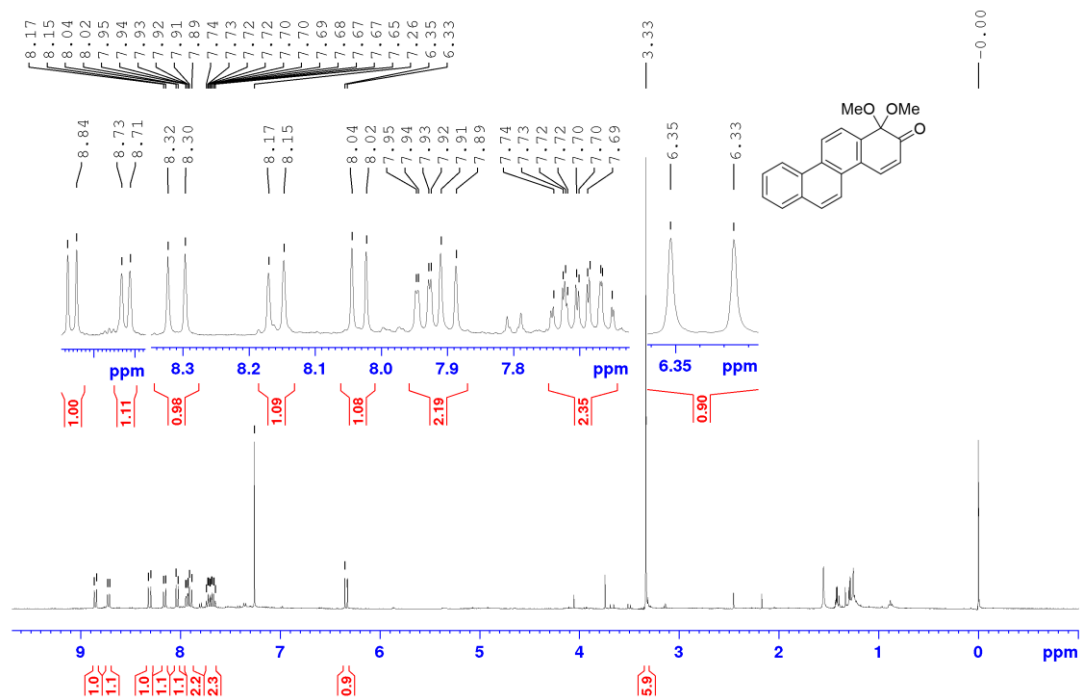 8.17 8.15 8.04 8.02 7.95 7.94 7.93 7.92 7.91 7.89 7.74 7.73 7.72 7.72 7.70 7.70 7.69 7.68 7.67 7.67 7.65 7.26 6.35 6.33 3.33 -0.00
8.84 8.73 8.71 8.32 8.30 8.17 8.15 8.04 8.02 7.95 7.94 7.93 7.92 7.91 7.89 7.74 7.73 7.72 7.72 7.70 7.70 7.69 6.35 6.33
MeO OMe
O
ppm 8.3 8.2 8.1 8.0 7.9 7.8 ppm 6.35 ppm
1.00 1.11 0.98 1.09 1.08 2.19 2.35 0.90
9 8 7 6 5 4 3 2 1 0 ppm
1.0 1.1 1.0 1.1 1.1 2.2 2.3 0.9 5.9